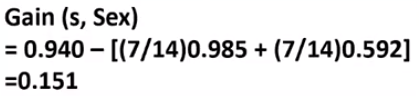 Gain (s, Sex)
= 0.940 – [(7/14)0.985 + (7/14)0.592]
=0.151